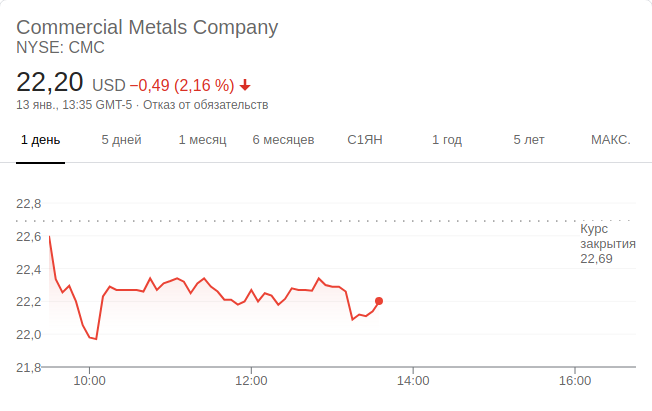 Commercial Metals Company
NYSE: CMC
22,20 USD −0,49 (2,16 %)
13 янв., 13:35 GMT-5 · Отказ от обязательств
1 день 5 дней 1 месяц 6 месяцев С1ЯН 1 год 5 лет МАКС.
22,8
Курс
22,6
закрытия
22,69
22,4
22,2
22,0
21,8
10:00 12:00 14:00 16:00